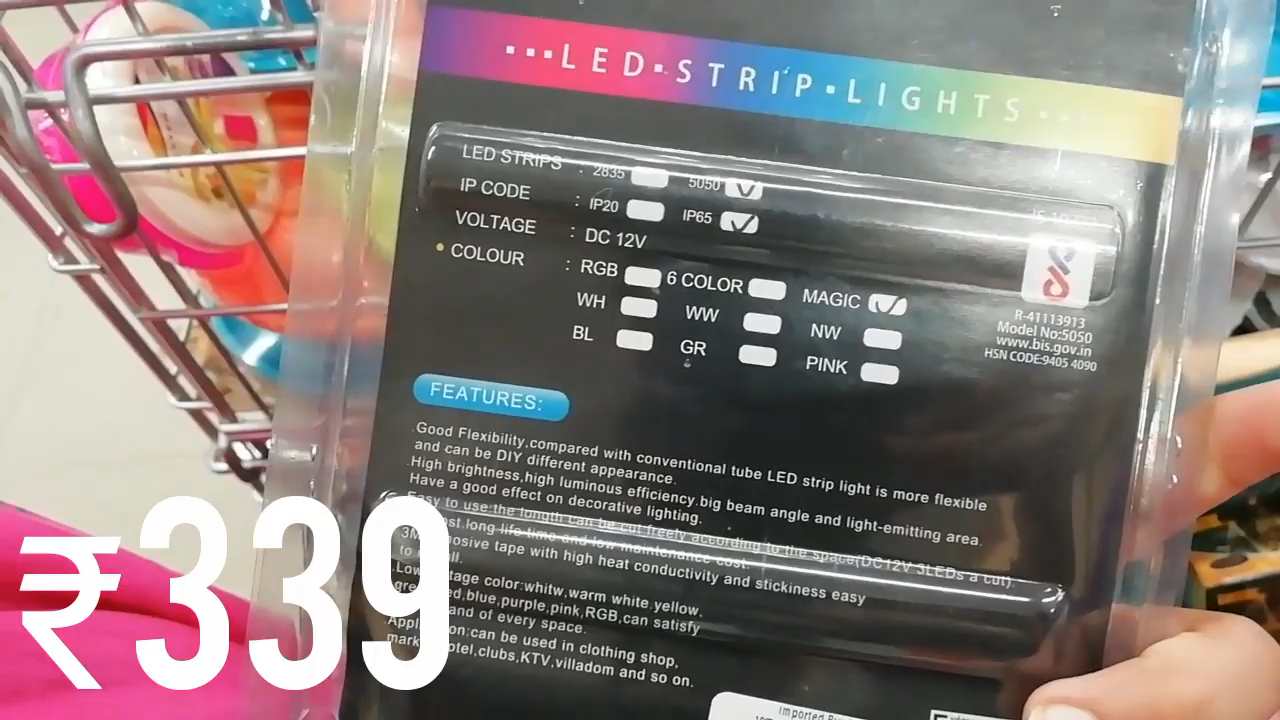 LED STRIP LIGHTS
LED STRIPS : 2835 5050
IP CODE : IP20 IP65
VOLTAGE : DC 12V
COLOUR : RGB 6 COLOR MAGIC
WH WW NW
BL GR PINK
R-41113913
Model No:5050
www.bis.gov.in
HSN CODE:9405 4090
FEATURES:
.Good Flexibility,compared with conventional tube LED strip light is more flexible
and can be DIY different appearance.
.High brightness,high luminous efficiency.big beam angle and light-emitting area.
Have a good effect on decorative lighting.
.Easy to use:the length can be cut freely according to the space(DC12V 3LEDs a cut).
long life time and low maintenance cost.
tape with high heat conductivity and stickiness easy
to
.Low color:whitw,warm white.yellow,
blue,purple,pink,RGB,can satisfy
of every space.
can be used in clothing shop,
clubs,KTV,villadom and so on.
₹339
Imported